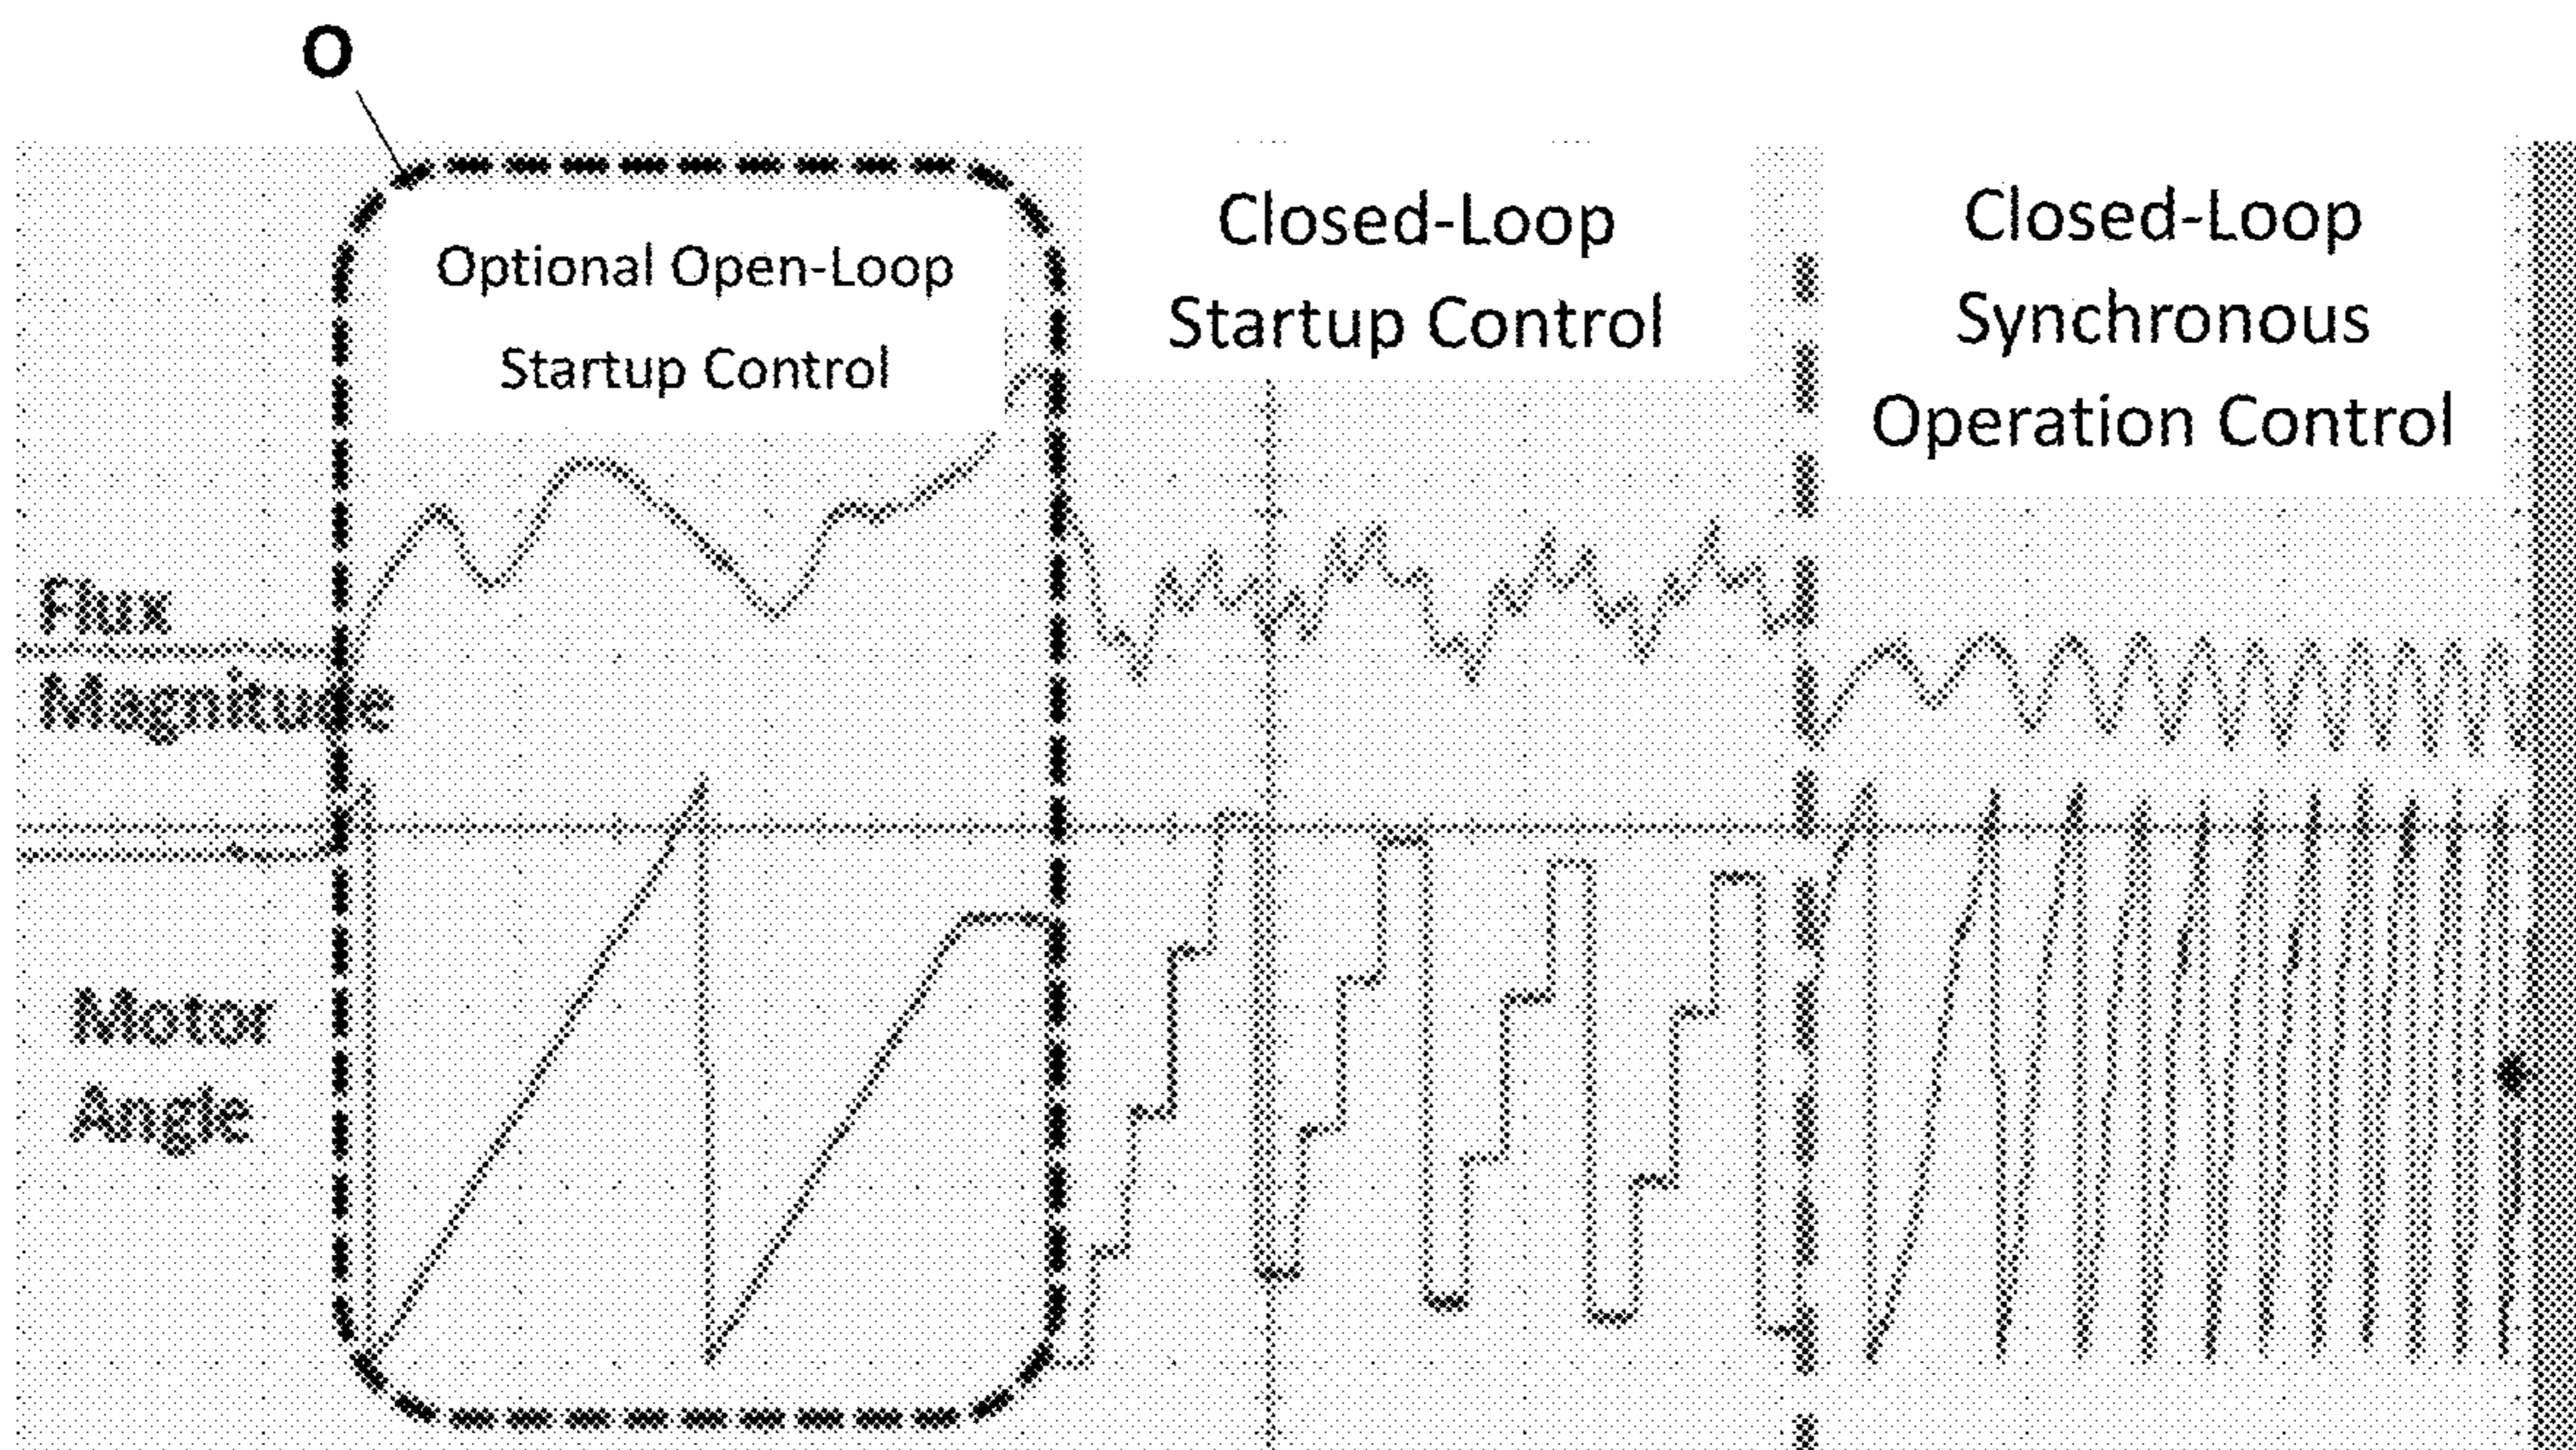 O
Optional Open-Loop
Startup Control
Closed-Loop
Startup Control
Closed-Loop
Synchronous
Operation Control
Flux
Magnitude
Motor
Angle